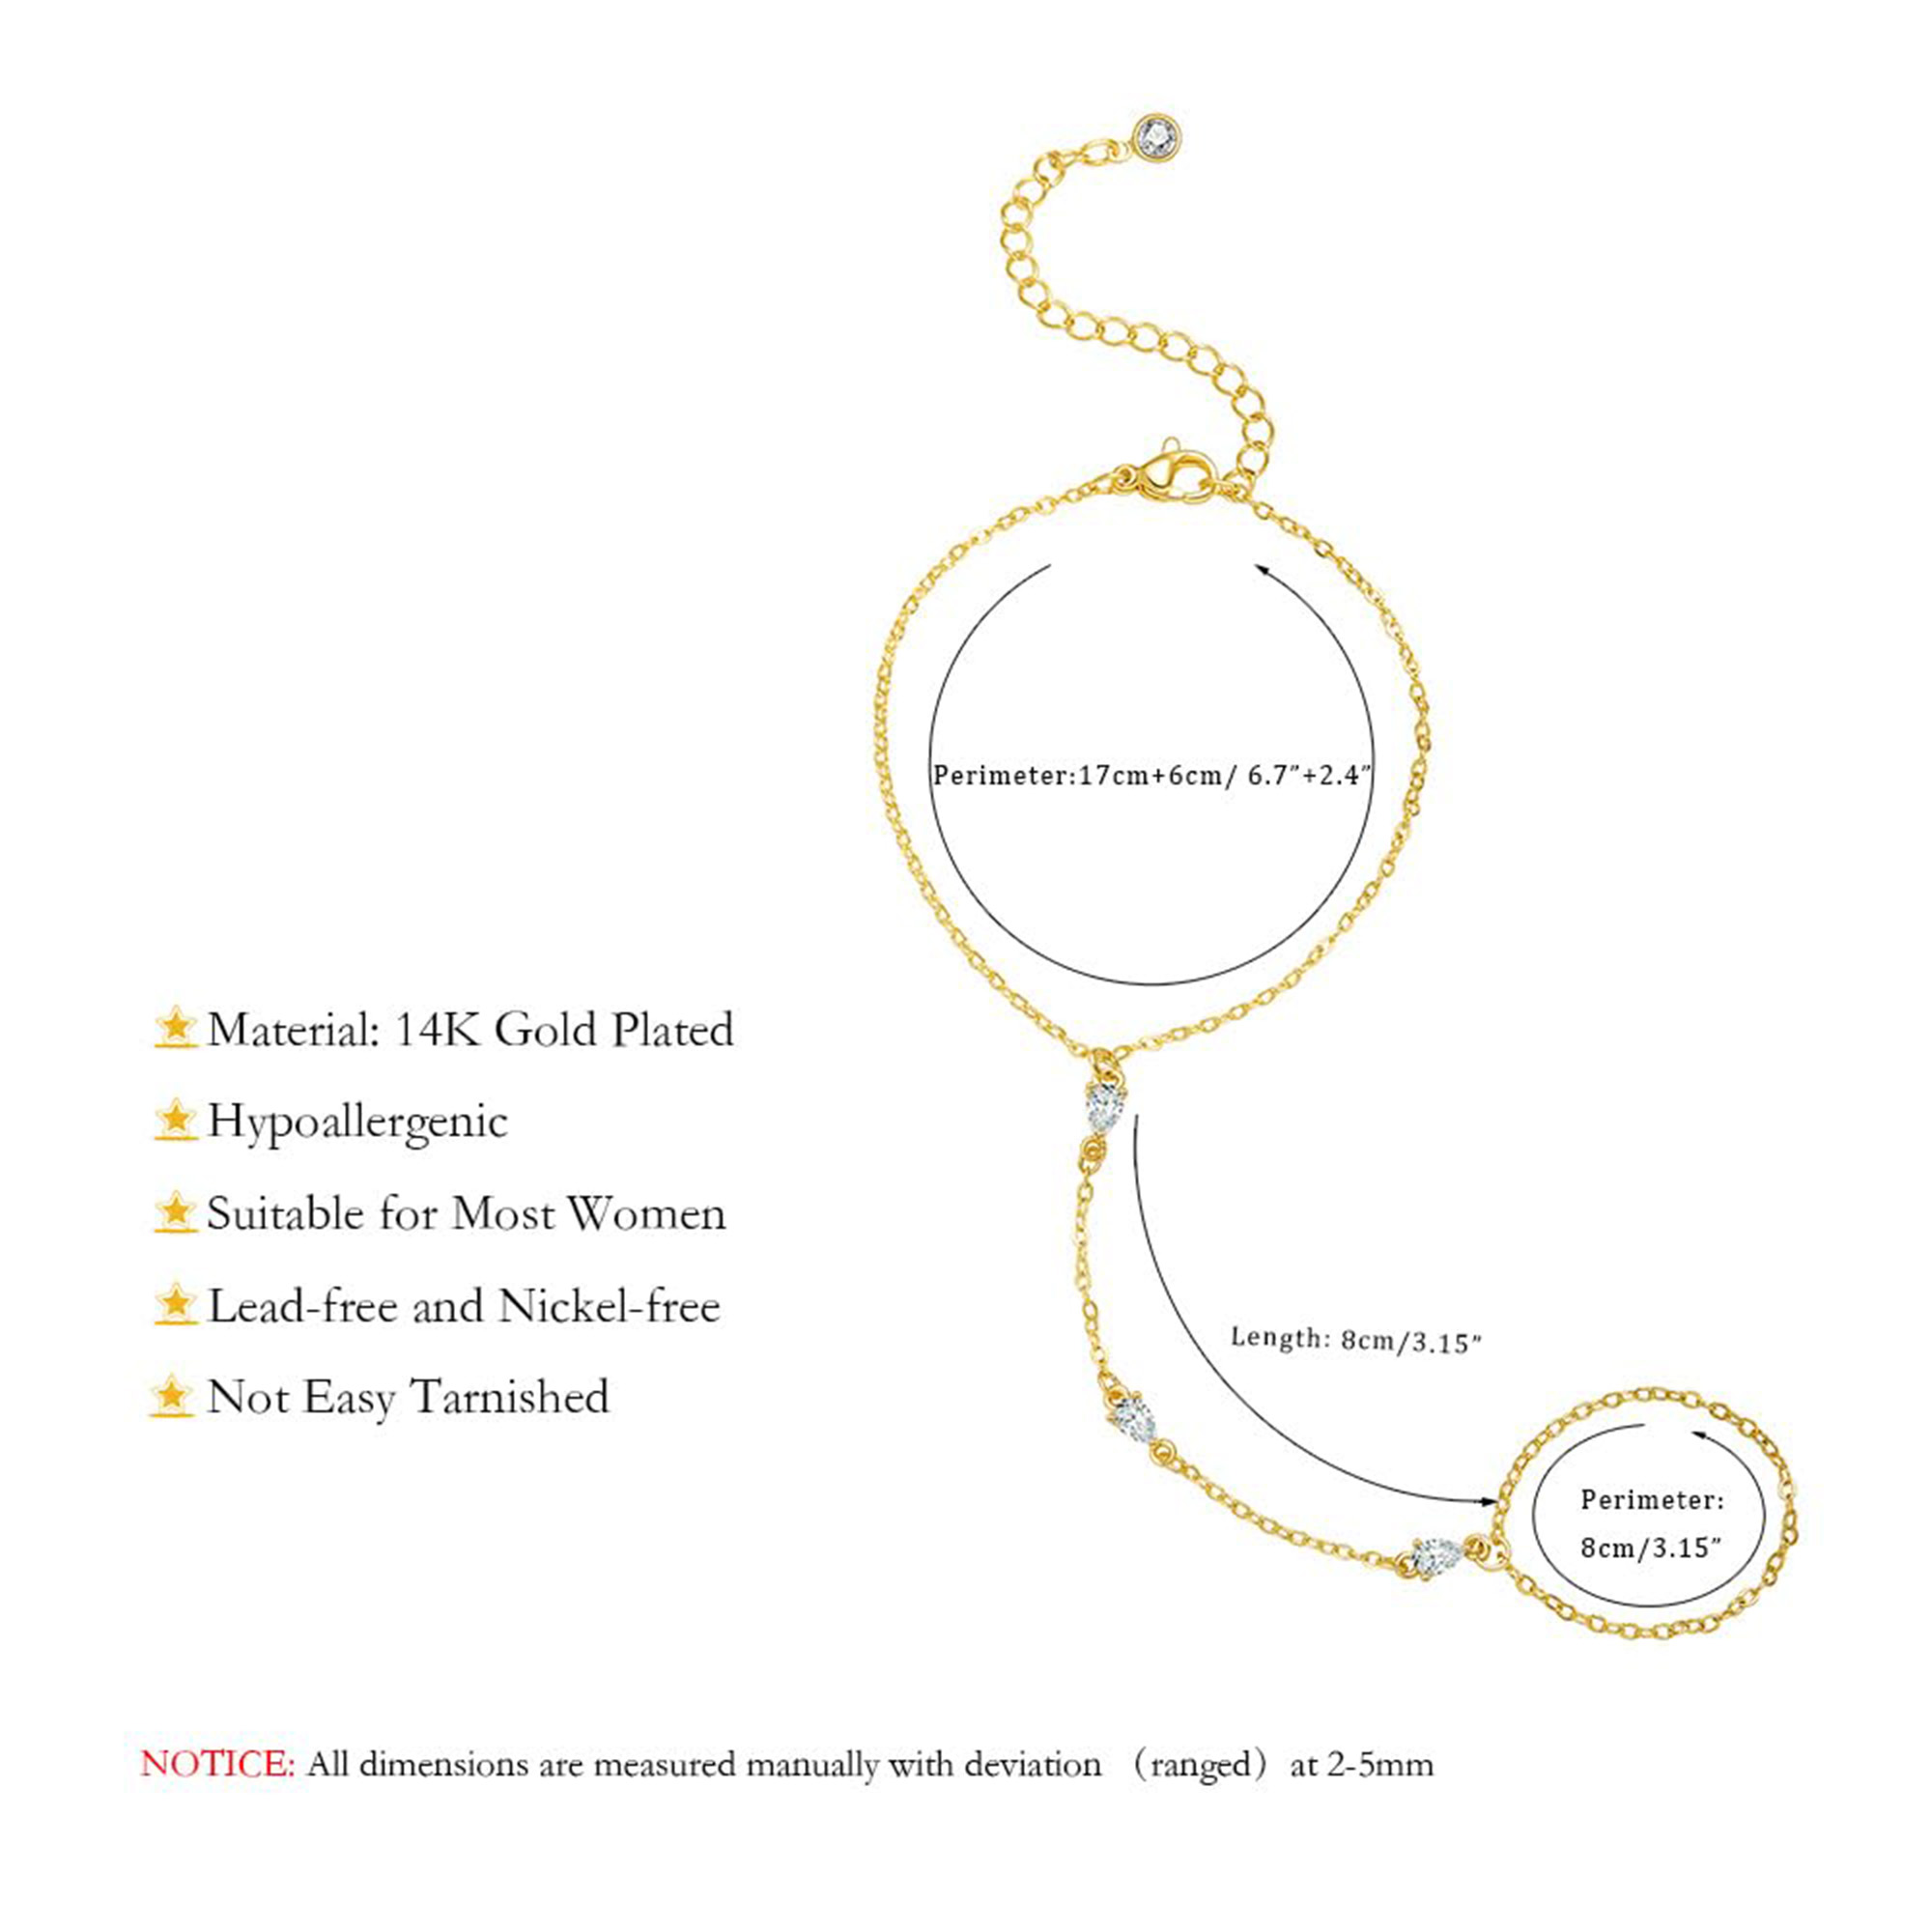 Perimeter:17cm+6cm/ 6.7”+2.4”
Material: 14K Gold Plated
Hypoallergenic
Suitable for Most Women
Lead-free and Nickel-free
Not Easy Tarnished
Length: 8cm/3.15”
Perimeter:
8cm/3.15”
NOTICE: All dimensions are measured manually with deviation （ranged）at 2-5mm